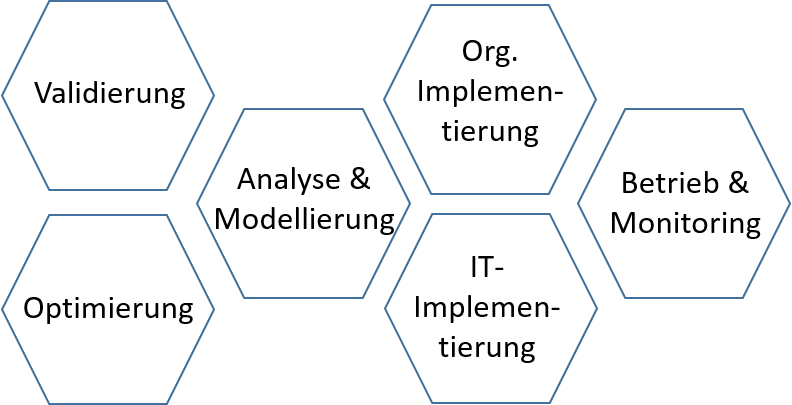 Validierung
Optimierung
Analyse &
Modellierung
Org.
Implemen-
tierung
IT-
Implemen-
tierung
Betrieb &
Monitoring